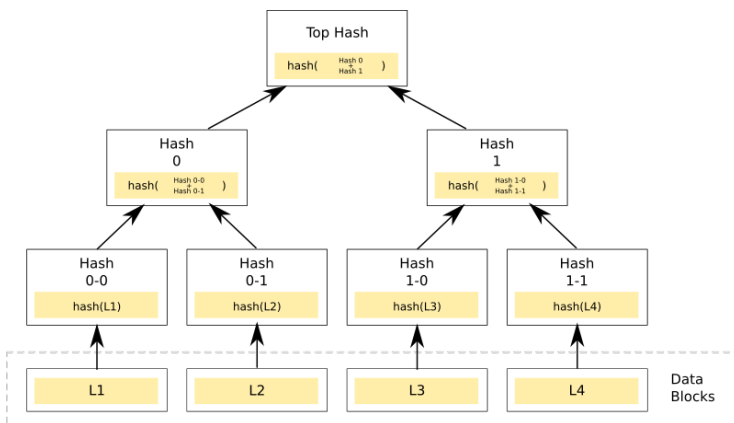 Top Hash
hash( Hash 0 + Hash 1 )
Hash
0
hash( Hash 0-0 + Hash 0-1 )
Hash
1
hash( Hash 1-0 + Hash 1-1 )
Hash
0-0
hash(L1)
Hash
0-1
hash(L2)
Hash
1-0
hash(L3)
Hash
1-1
hash(L4)
L1
L2
L3
L4
Data
Blocks